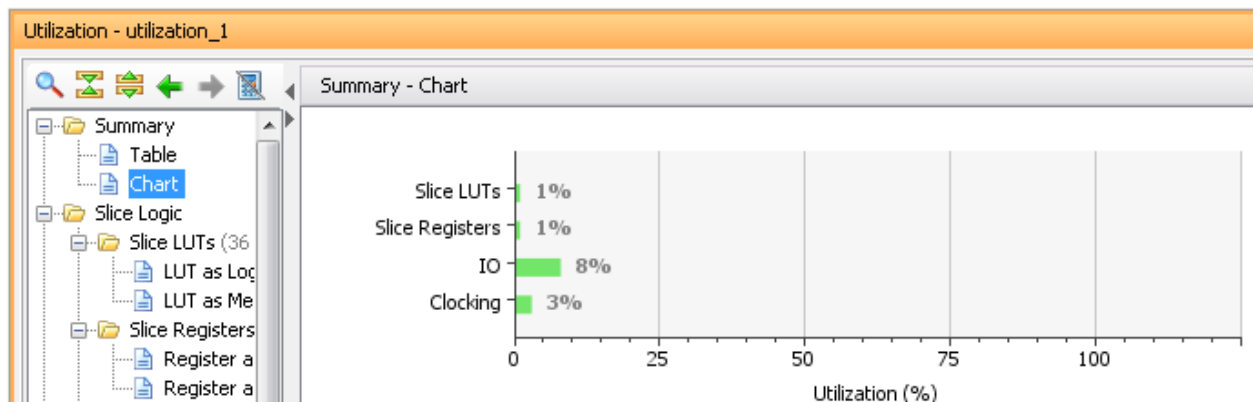 Utilization - utilization_1
Summary - Chart
Summary
Table
Chart
Slice Logic
Slice LUTs (36
LUT as Log
LUT as Me
Slice Registers
Register a
Register a
Slice LUTs 1%
Slice Registers 1%
IO 8%
Clocking 3%
0 25 50 75 100
Utilization (%)